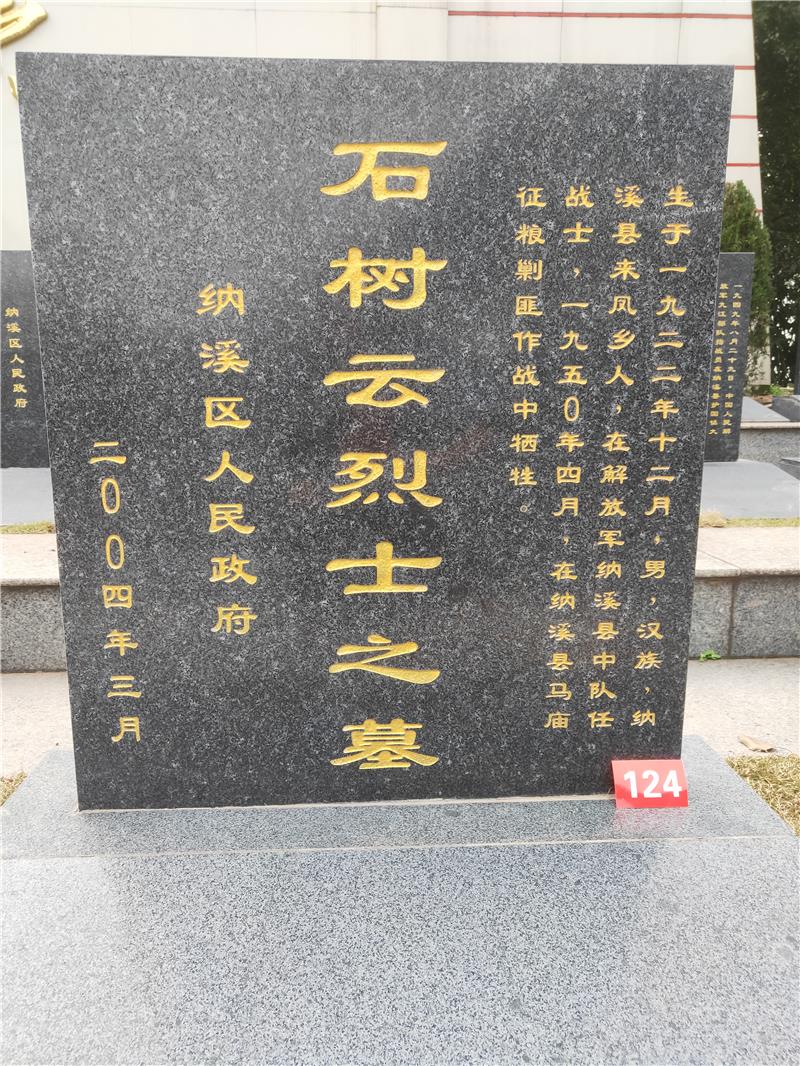 生于一九二二年十二月，男，汉族，纳
溪县来凤乡人，在解放军纳溪县中队任
战士，一九五0年四月，在纳溪县马庙
征粮剿匪作战中牺牲。
石树云烈士之墓
纳溪区人民政府
二00四年三月
124
纳溪区人民政府